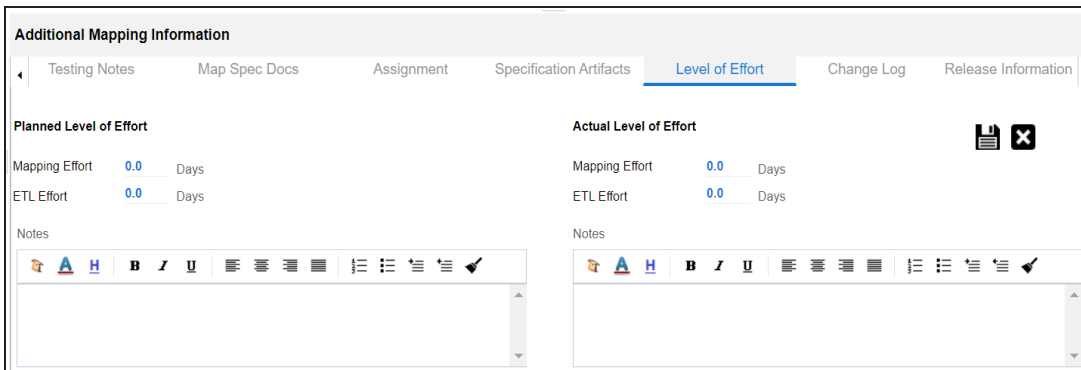 Additional Mapping Information
Testing Notes Map Spec Docs Assignment Specification Artifacts Level of Effort Change Log Release Information
Planned Level of Effort
Mapping Effort 0.0 Days
ETL Effort 0.0 Days
Notes
A H B I U
Actual Level of Effort
Mapping Effort 0.0 Days
ETL Effort 0.0 Days
Notes
A H B I U